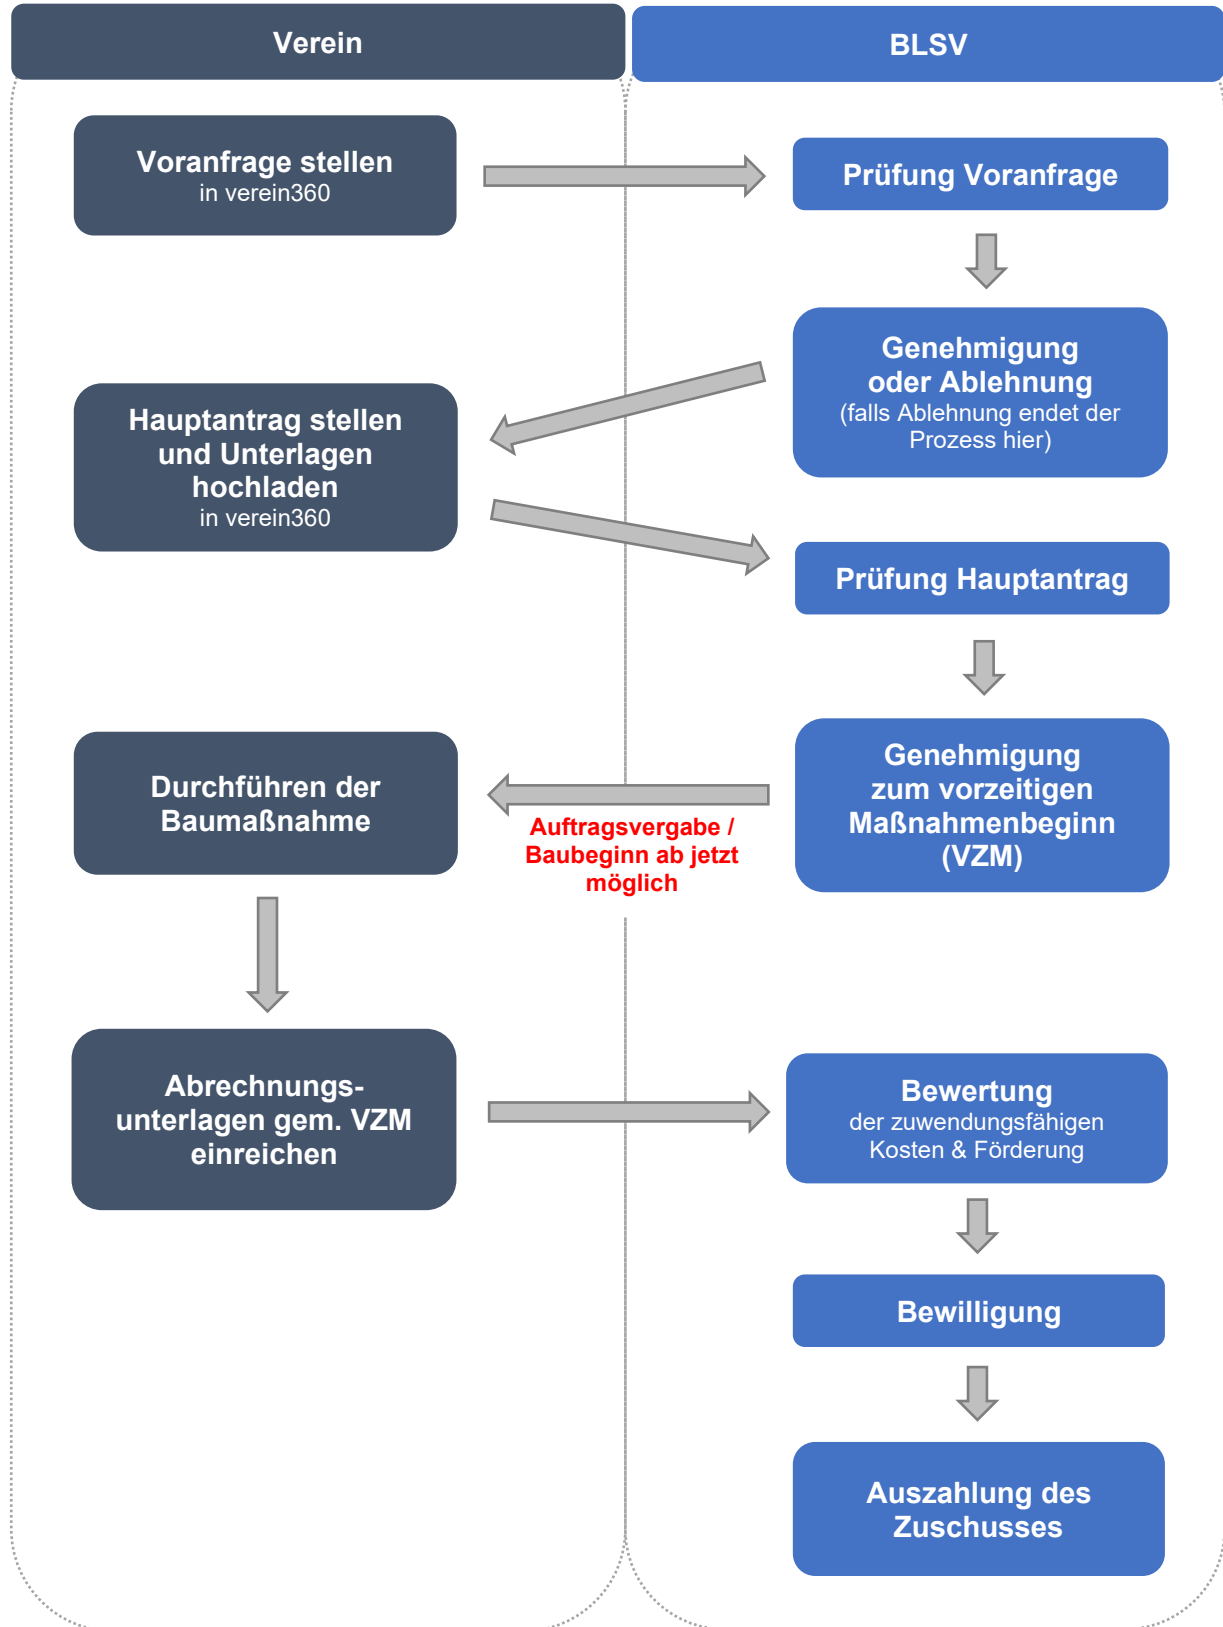 Verein
BLSV
Voranfrage stellen
in verein360
Prüfung Voranfrage
Genehmigung
oder Ablehnung
(falls Ablehnung endet der
Prozess hier)
Hauptantrag stellen
und Unterlagen
hochladen
in verein360
Prüfung Hauptantrag
Genehmigung
zum vorzeitigen
Maßnahmenbeginn
(VZM)
Auftragsvergabe /
Baubeginn ab jetzt
möglich
Durchführen der
Baumaßnahme
Abrechnungs-
unterlagen gem. VZM
einreichen
Bewertung
der zuwendungsfähigen
Kosten & Förderung
Bewilligung
Auszahlung des
Zuschusses